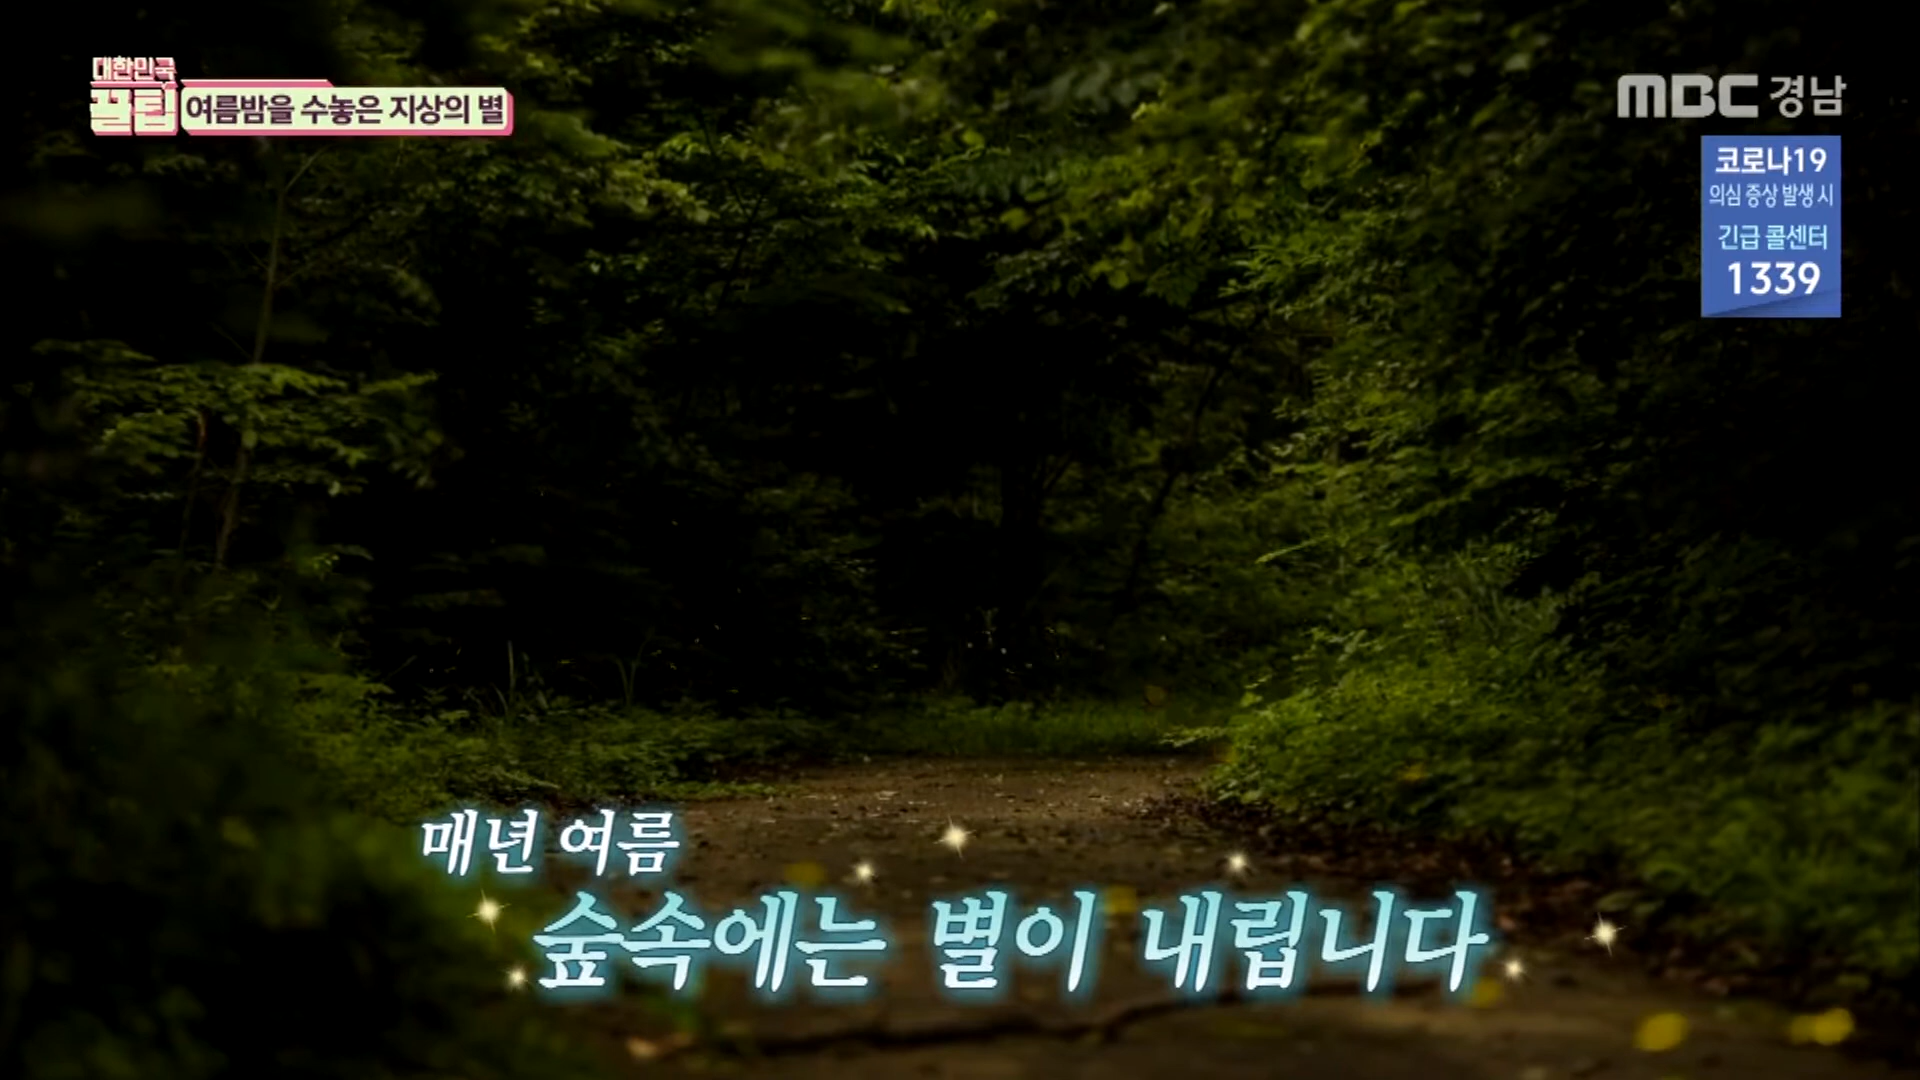 대한민국
꿀팁 여름밤을 수놓은 지상의 별
MBC 경남
코로나19
의심 증상 발생 시
긴급 콜센터
1339
매년 여름
숲속에는 별이 내립니다